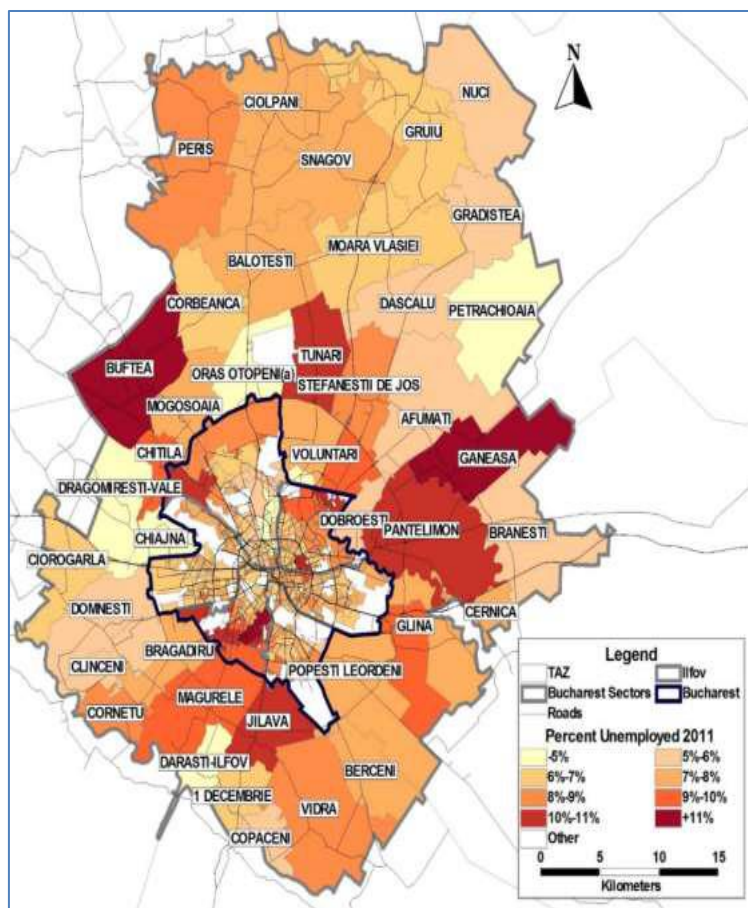 N
NUCI
CIOLPANI
GRUIU
PERIS
SNAGOV
GRADISTEA
MOARA VLASIEI
BALOTESTI
CORBEANCA
DASCALU
PETRACHIOAIA
TUNARI
BUFTEA
ORAS OTOPENI(a)
STEFANESTII DE JOS
MOGOSOAIA
AFUMATI
CHITILA
VOLUNTARI
GANEASA
DRAGOMIRESTI-VALE
DOBROESTI
PANTELIMON
BRANESTI
CHIAJNA
CIOROGARLA
DOMNESTI
CERNICA
GLINA
BRAGADIRU
CLINCENI
POPESTI LEORDENI
MAGURELE
CORNETU
JILAVA
DARASTI-ILFOV
BERCENI
1 DECEMBRIE
VIDRA
COPACENI
Legend
TAZ Ilfov
Bucharest Sectors Bucharest
Roads
Percent Unemployed 2011
-5% 5%-6%
6%-7% 7%-8%
8%-9% 9%-10%
10%-11% +11%
Other
0 5 10 15
Kilometers